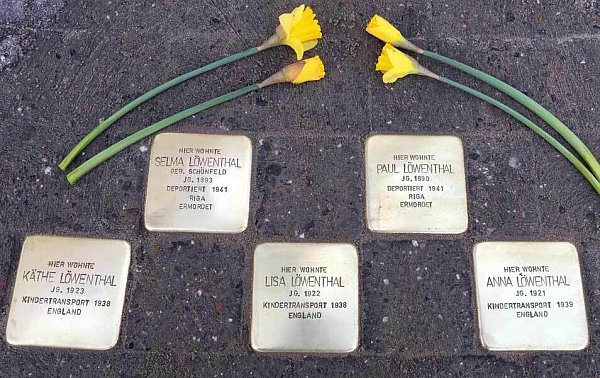 HIER WOHNTE
SELMA LÖWENTHAL
GEB. SCHÖNFELD
JG. 1893
DEPORTIERT 1941
RIGA
ERMORDET
HIER WOHNTE
PAUL LÖWENTHAL
JG. 1890
DEPORTIERT 1941
RIGA
ERMORDET
HIER WOHNTE
KÄTHE LÖWENTHAL
JG. 1923
KINDERTRANSPORT 1938
ENGLAND
HIER WOHNTE
LISA LÖWENTHAL
JG. 1922
KINDERTRANSPORT 1938
ENGLAND
HIER WOHNTE
ANNA LÖWENTHAL
JG. 1921
KINDERTRANSPORT 1939
ENGLAND